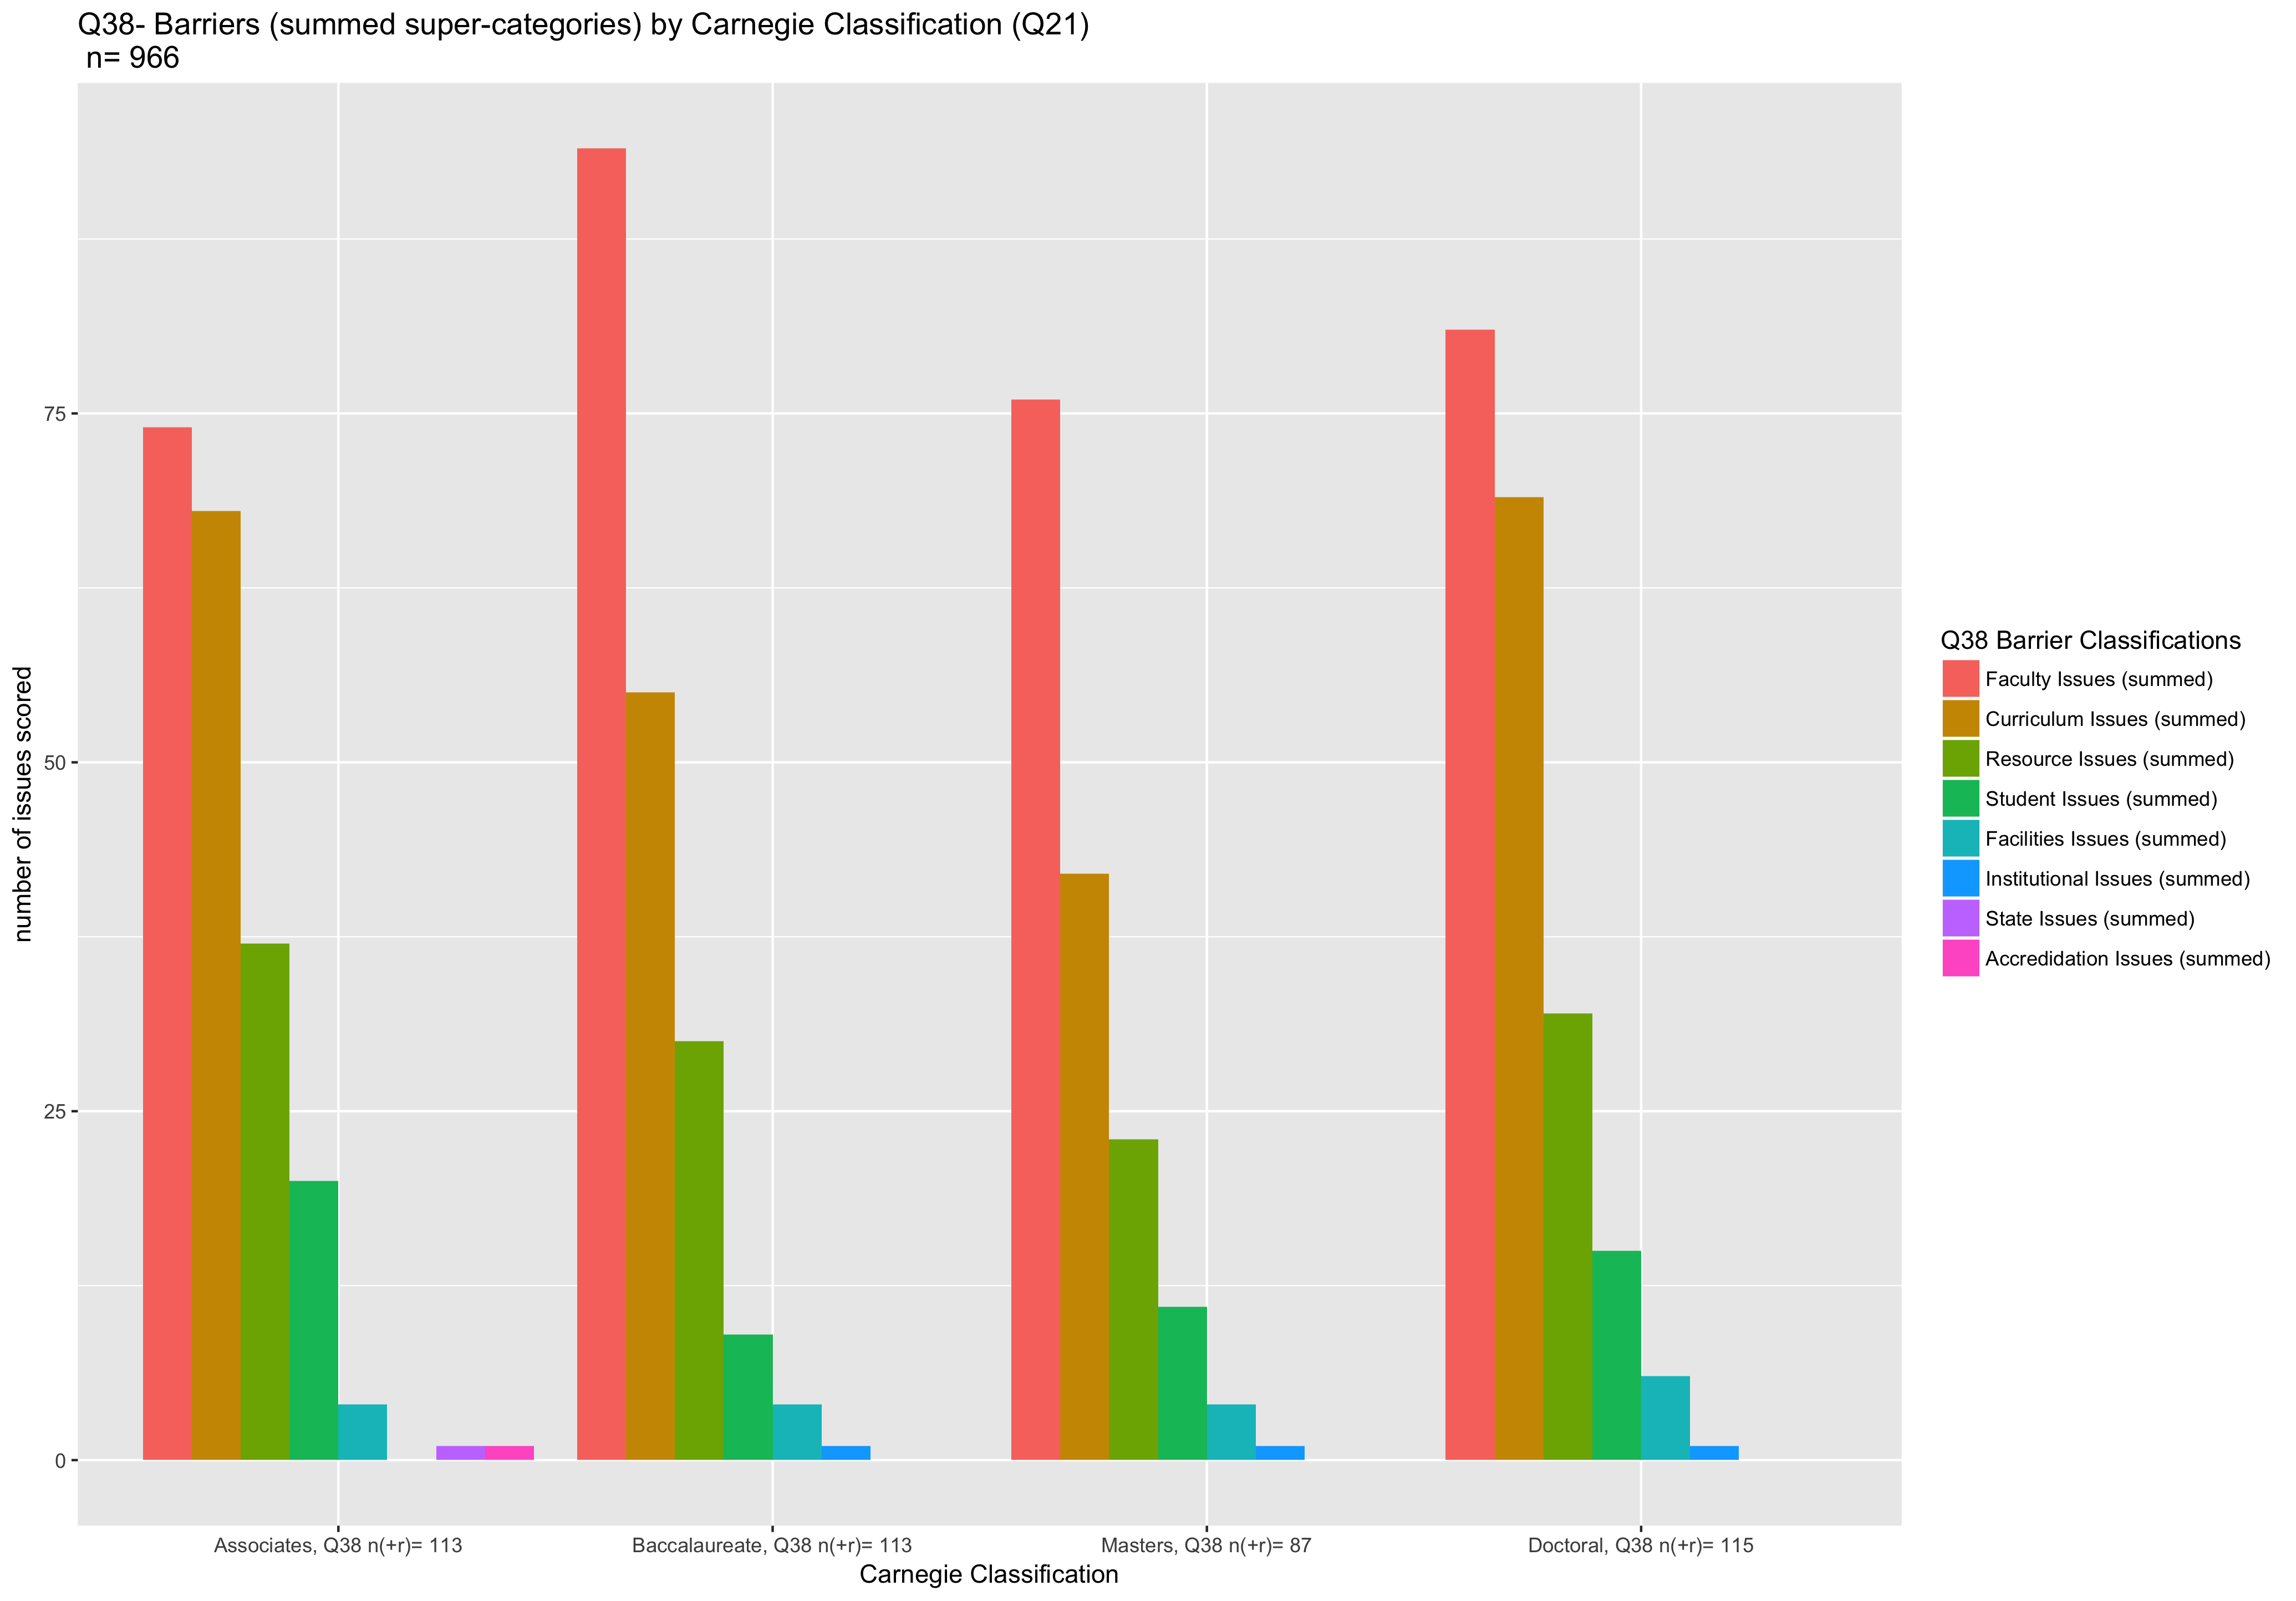 Q38- Barriers (summed super-categories) by Carnegie Classification (Q21)
n= 966
number of issues scored
75
50
25
0
Associates, Q38 n(+r)= 113
Baccalaureate, Q38 n(+r)= 113
Masters, Q38 n(+r)= 87
Doctoral, Q38 n(+r)= 115
Carnegie Classification
Q38 Barrier Classifications
Faculty Issues (summed)
Curriculum Issues (summed)
Resource Issues (summed)
Student Issues (summed)
Facilities Issues (summed)
Institutional Issues (summed)
State Issues (summed)
Accredidation Issues (summed)